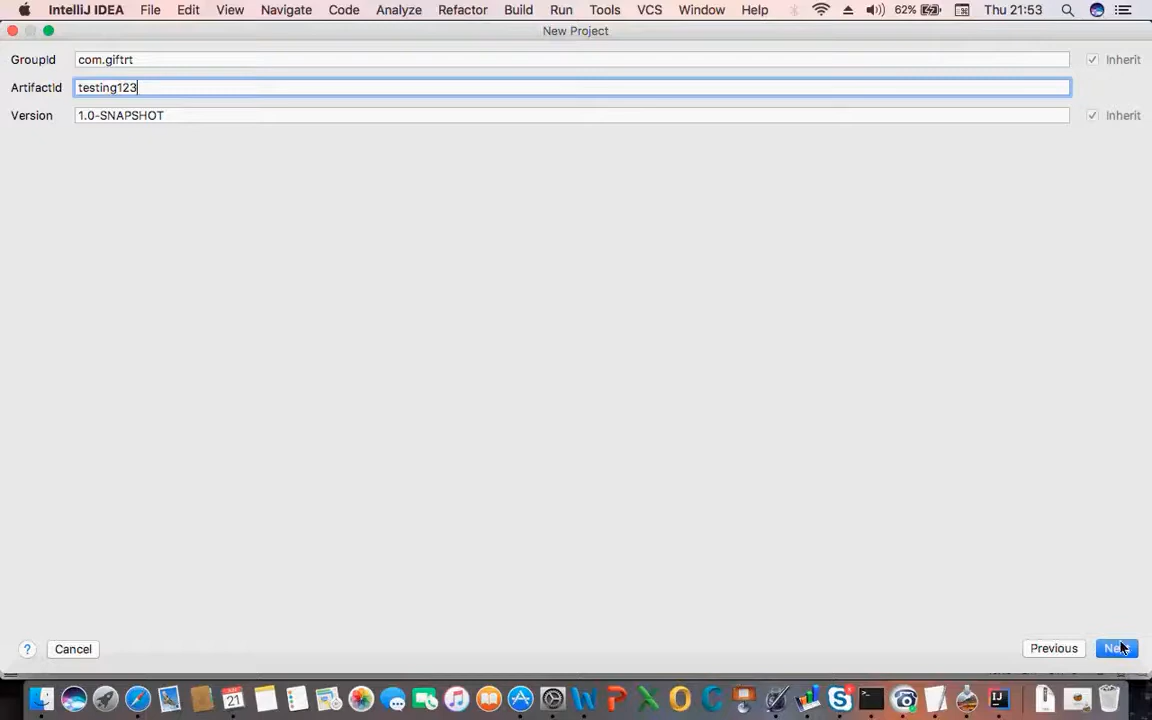 IntelliJ IDEA File Edit View Navigate Code Analyze Refactor Build Run Tools VCS Window Help 62% Thu 21:53
New Project
GroupId com.giftrt Inherit
ArtifactId testing123
Version 1.0-SNAPSHOT Inherit
? Cancel Previous